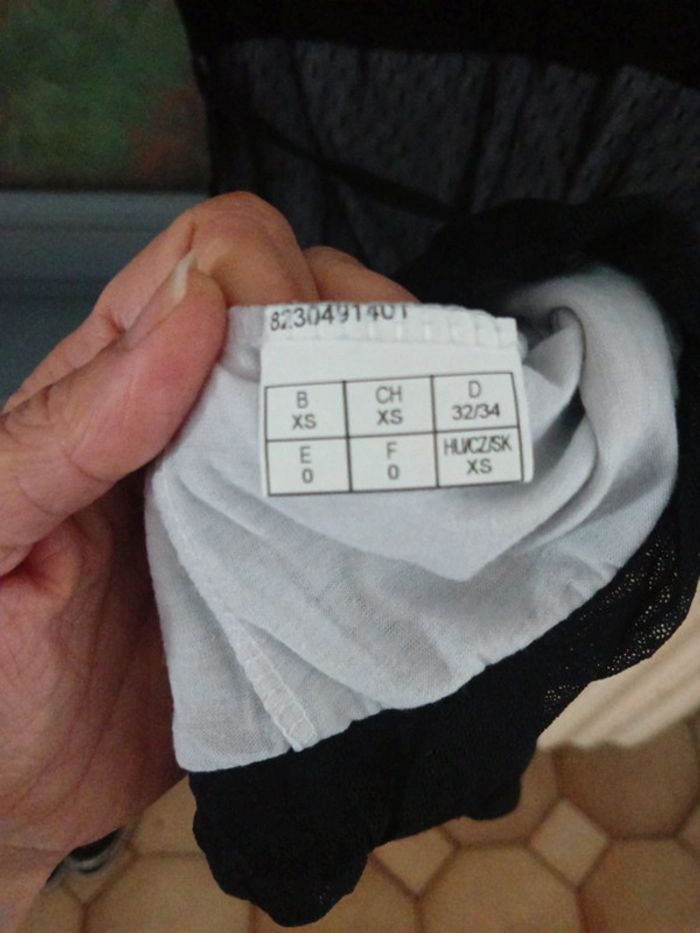 8230491401
B CH D
XS XS 32/34
E F HU/CZ/SK
0 0 XS